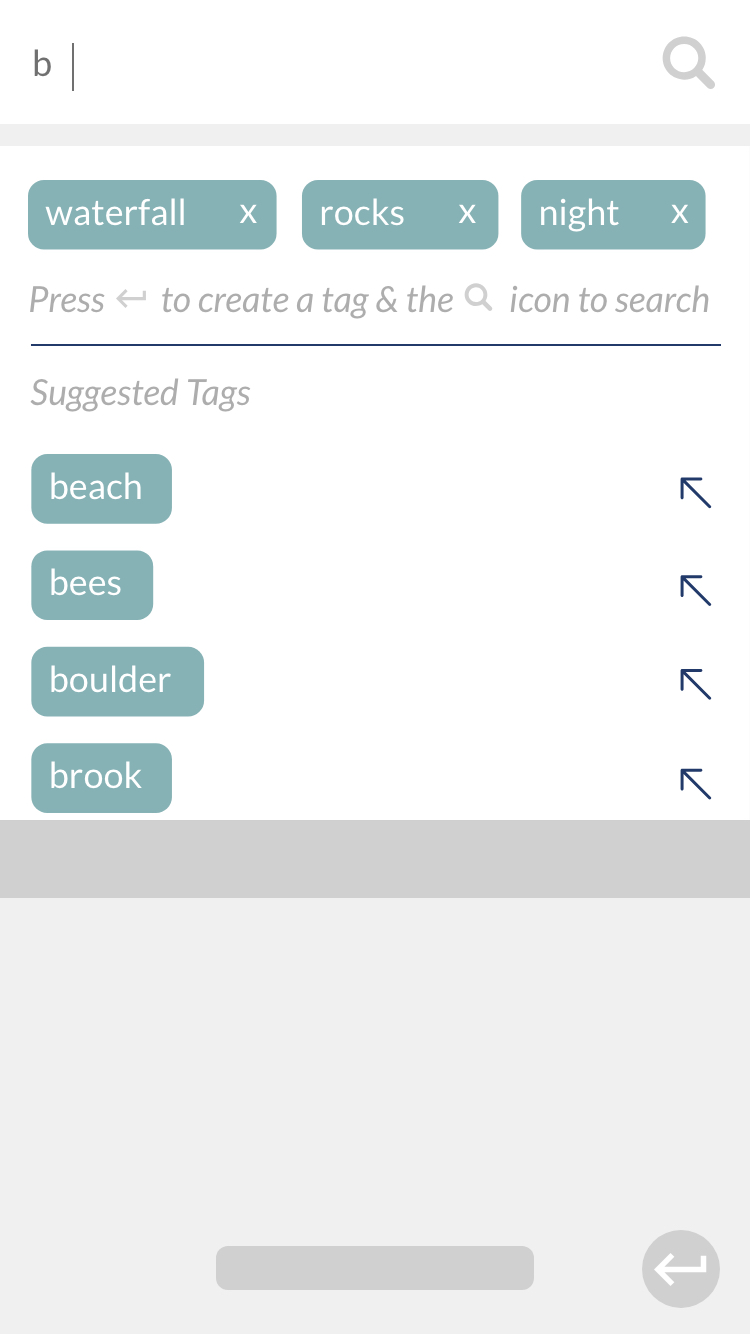 b
waterfall x rocks x night x
Press to create a tag & the icon to search
Suggested Tags
beach
bees
boulder
brook